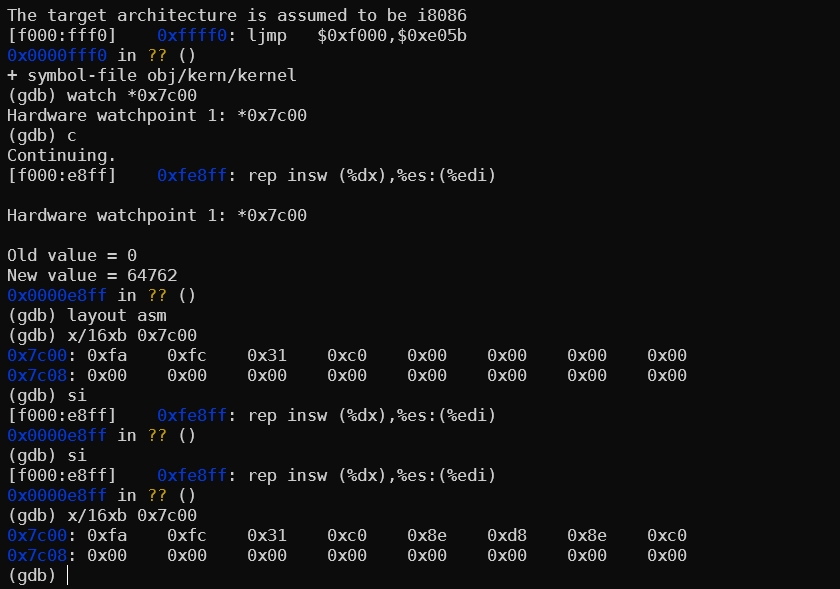 The target architecture is assumed to be i8086
[f000:fff0]    0xffff0: ljmp   $0xf000,$0xe05b
0x0000fff0 in ?? ()
+ symbol-file obj/kern/kernel
(gdb) watch *0x7c00
Hardware watchpoint 1: *0x7c00
(gdb) c
Continuing.
[f000:e8ff]    0xfe8ff: rep insw (%dx),%es:(%edi)
Hardware watchpoint 1: *0x7c00
Old value = 0
New value = 64762
0x0000e8ff in ?? ()
(gdb) layout asm
(gdb) x/16xb 0x7c00
0x7c00: 0xfa    0xfc    0x31    0xc0    0x00    0x00    0x00    0x00
0x7c08: 0x00    0x00    0x00    0x00    0x00    0x00    0x00    0x00
(gdb) si
[f000:e8ff]    0xfe8ff: rep insw (%dx),%es:(%edi)
0x0000e8ff in ?? ()
(gdb) si
[f000:e8ff]    0xfe8ff: rep insw (%dx),%es:(%edi)
0x0000e8ff in ?? ()
(gdb) x/16xb 0x7c00
0x7c00: 0xfa    0xfc    0x31    0xc0    0x8e    0xd8    0x8e    0xc0
0x7c08: 0x00    0x00    0x00    0x00    0x00    0x00    0x00    0x00
(gdb)